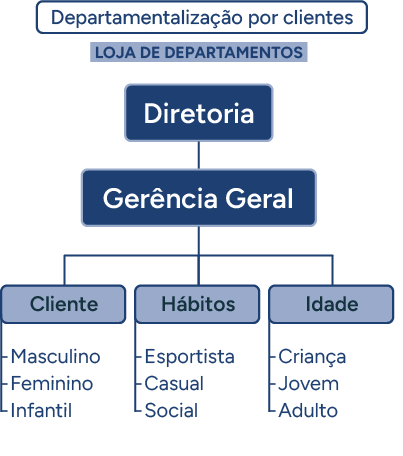 Departamentalização por clientes
LOJA DE DEPARTAMENTOS
Diretoria
Gerência Geral
Cliente
Masculino
Feminino
Infantil
Hábitos
Esportista
Casual
Social
Idade
Criança
Jovem
Adulto